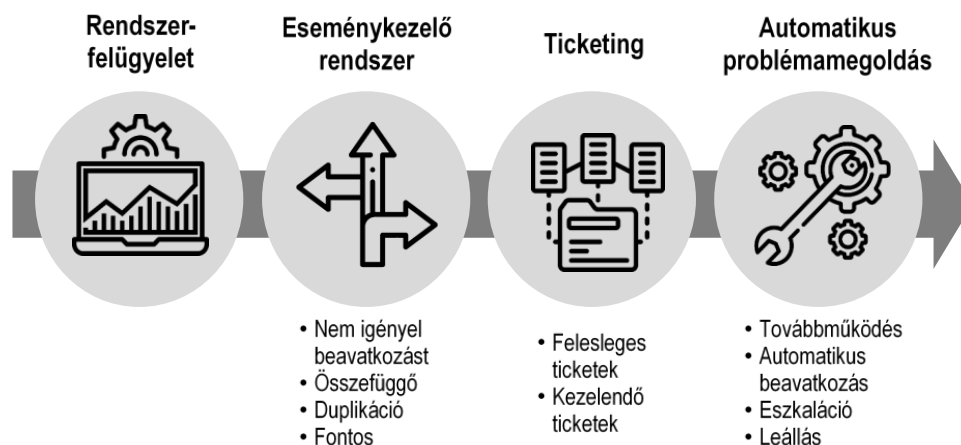 Rendszer-
felügyelet
Eseménykezelő
rendszer
Ticketing
Automatikus
problémamegoldás
• Nem igényel
beavatkozást
• Összefüggő
• Duplikáció
• Fontos
• Felesleges
ticketek
• Kezelendő
ticketek
• Továbbműködés
• Automatikus
beavatkozás
• Eszkaláció
• Leállás